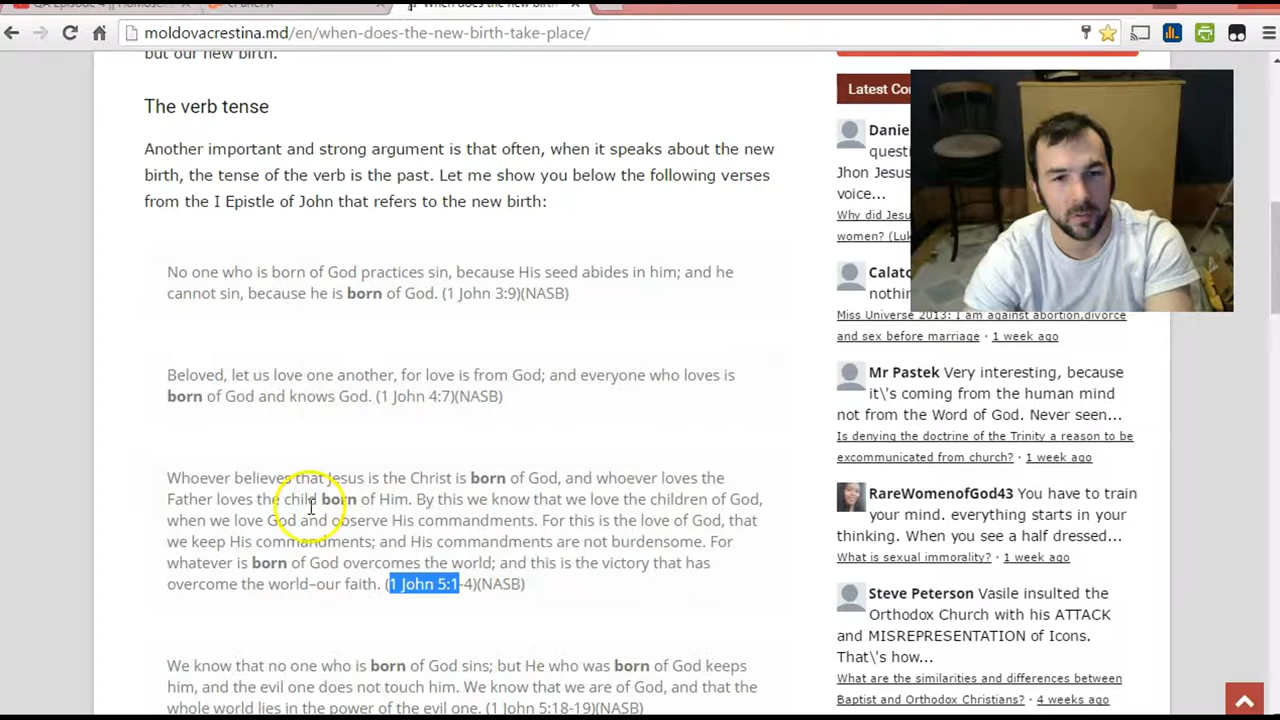 moldovacrestina.md/en/when-does-the-new-birth-take-place/
but our new birth.
The verb tense
Another important and strong argument is that often, when it speaks about the new
birth, the tense of the verb is the past. Let me show you below the following verses
from the I Epistle of John that refers to the new birth:
No one who is born of God practices sin, because His seed abides in him; and he
cannot sin, because he is born of God. (1 John 3:9)(NASB)
Beloved, let us love one another, for love is from God; and everyone who loves is
born of God and knows God. (1 John 4:7)(NASB)
Whoever believes that Jesus is the Christ is born of God, and whoever loves the
Father loves the child born of Him. By this we know that we love the children of God,
when we love God and observe His commandments. For this is the love of God, that
we keep His commandments; and His commandments are not burdensome. For
whatever is born of God overcomes the world; and this is the victory that has
overcome the world–our faith. (1 John 5:1-4)(NASB)
We know that no one who is born of God sins; but He who was born of God keeps
him, and the evil one does not touch him. We know that we are of God, and that the
whole world lies in the power of the evil one. (1 John 5:18-19)(NASB)
Latest
Jhon Jesus
voice...
Why did
women?
Miss Universe 2013: I am against abortion,divorce
and sex before marriage · 1 week ago
Mr Pastek Very interesting, because
it\'s coming from the human mind
not from the Word of God. Never seen...
Is denying the doctrine of the Trinity a reason to be
excommunicated from church? · 1 week ago
RareWomenofGod43 You have to train
your mind. everything starts in
your thinking. When you see a half dressed...
What is sexual immorality? · 1 week ago
Steve Peterson Vasile insulted the
Orthodox Church with his ATTACK
and MISREPRESENTATION of Icons.
That\'s how...
What are the similarities and differences between
Baptist and Orthodox Christians? · 4 weeks ago